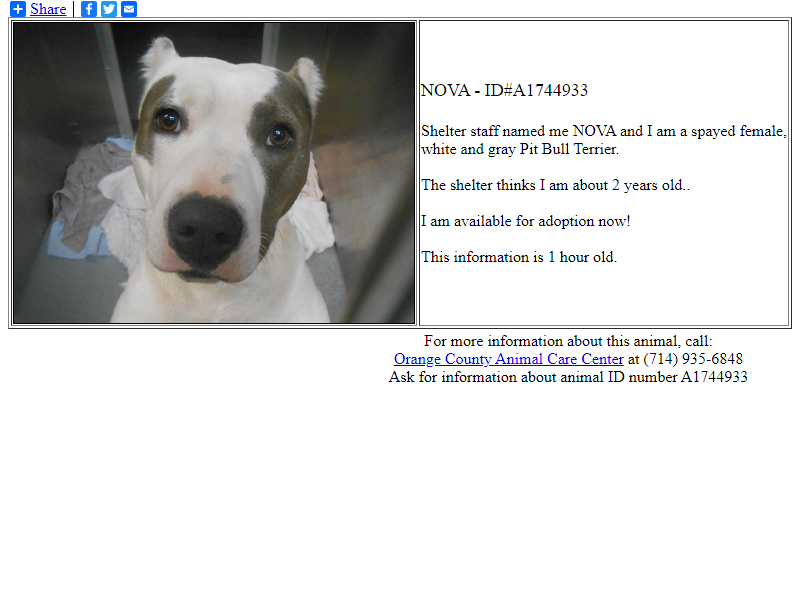 Share
NOVA - ID#A1744933
Shelter staff named me NOVA and I am a spayed female,
white and gray Pit Bull Terrier.
The shelter thinks I am about 2 years old..
I am available for adoption now!
This information is 1 hour old.
For more information about this animal, call:
Orange County Animal Care Center at (714) 935-6848
Ask for information about animal ID number A1744933